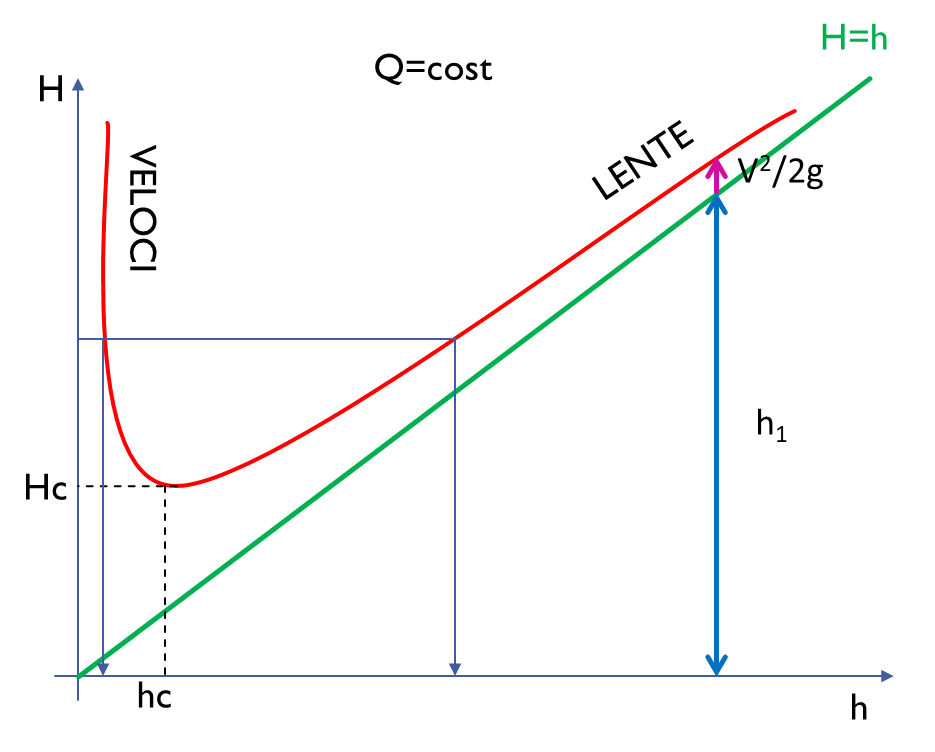 H=h
Q=cost
H
VELOCI
LENTE
V²/2g
h₁
Hc
hc
h